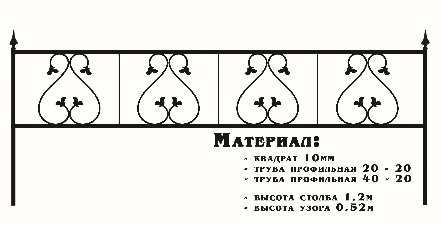 Материал:
- квадрат 10мм
- труба профильная 20 - 20
- труба профильная 40 - 20
- высота столба 1,2м
- высота узора 0,52м